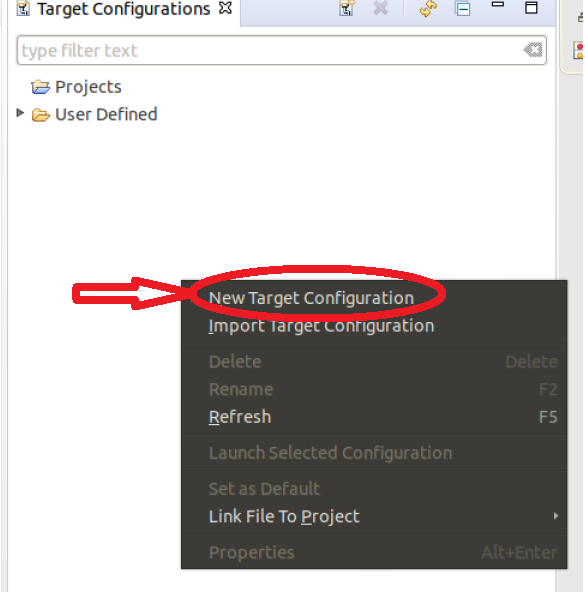 Target Configurations
type filter text
Projects
User Defined
New Target Configuration
Import Target Configuration
Delete Delete
Rename F2
Refresh F5
Launch Selected Configuration
Set as Default
Link File To Project
Properties Alt+Enter